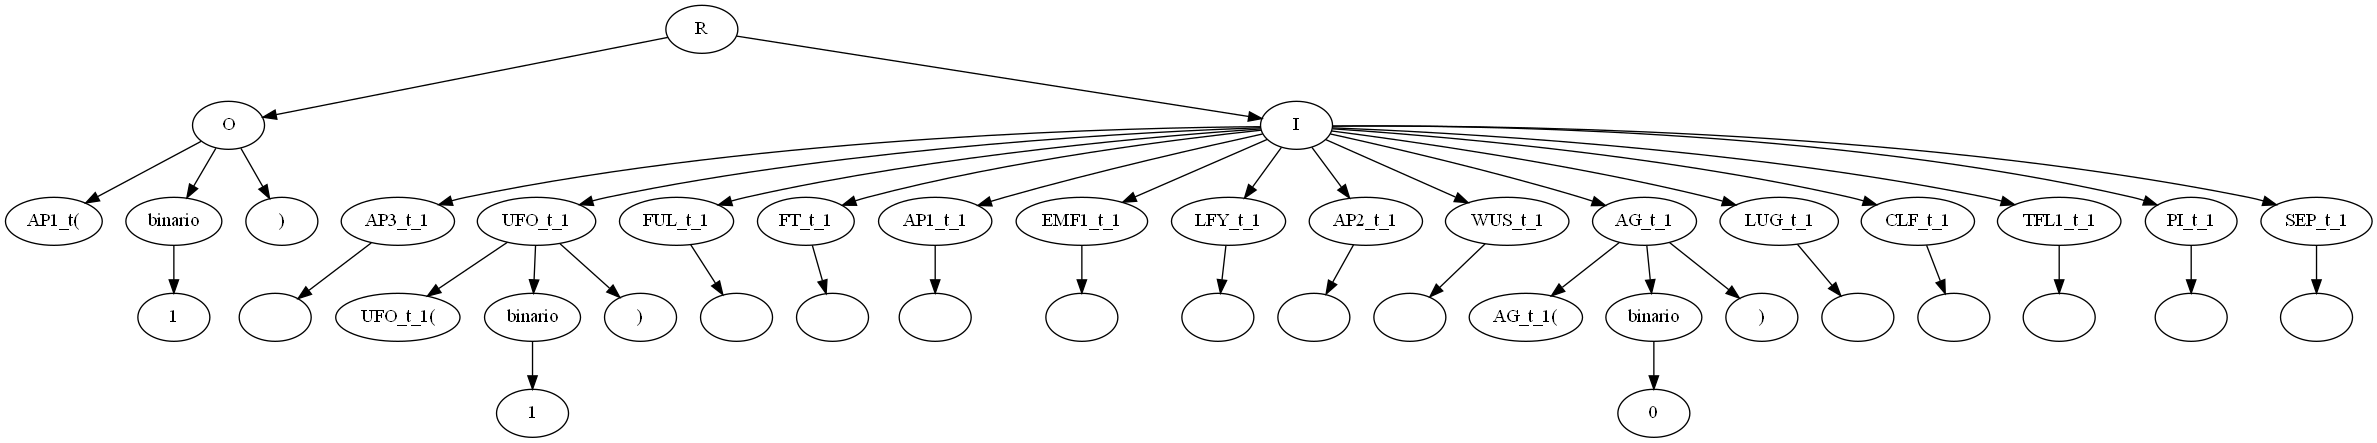 R
O I
AP1_t( binario ) AP3_t_1 UFO_t_1 FUL_t_1 FT_t_1 AP1_t_1 EMF1_t_1 LFY_t_1 AP2_t_1 WUS_t_1 AG_t_1 LUG_t_1 CLF_t_1 TFL1_t_1 PI_t_1 SEP_t_1
1 UFO_t_1( binario ) AG_t_1( binario )
1 0